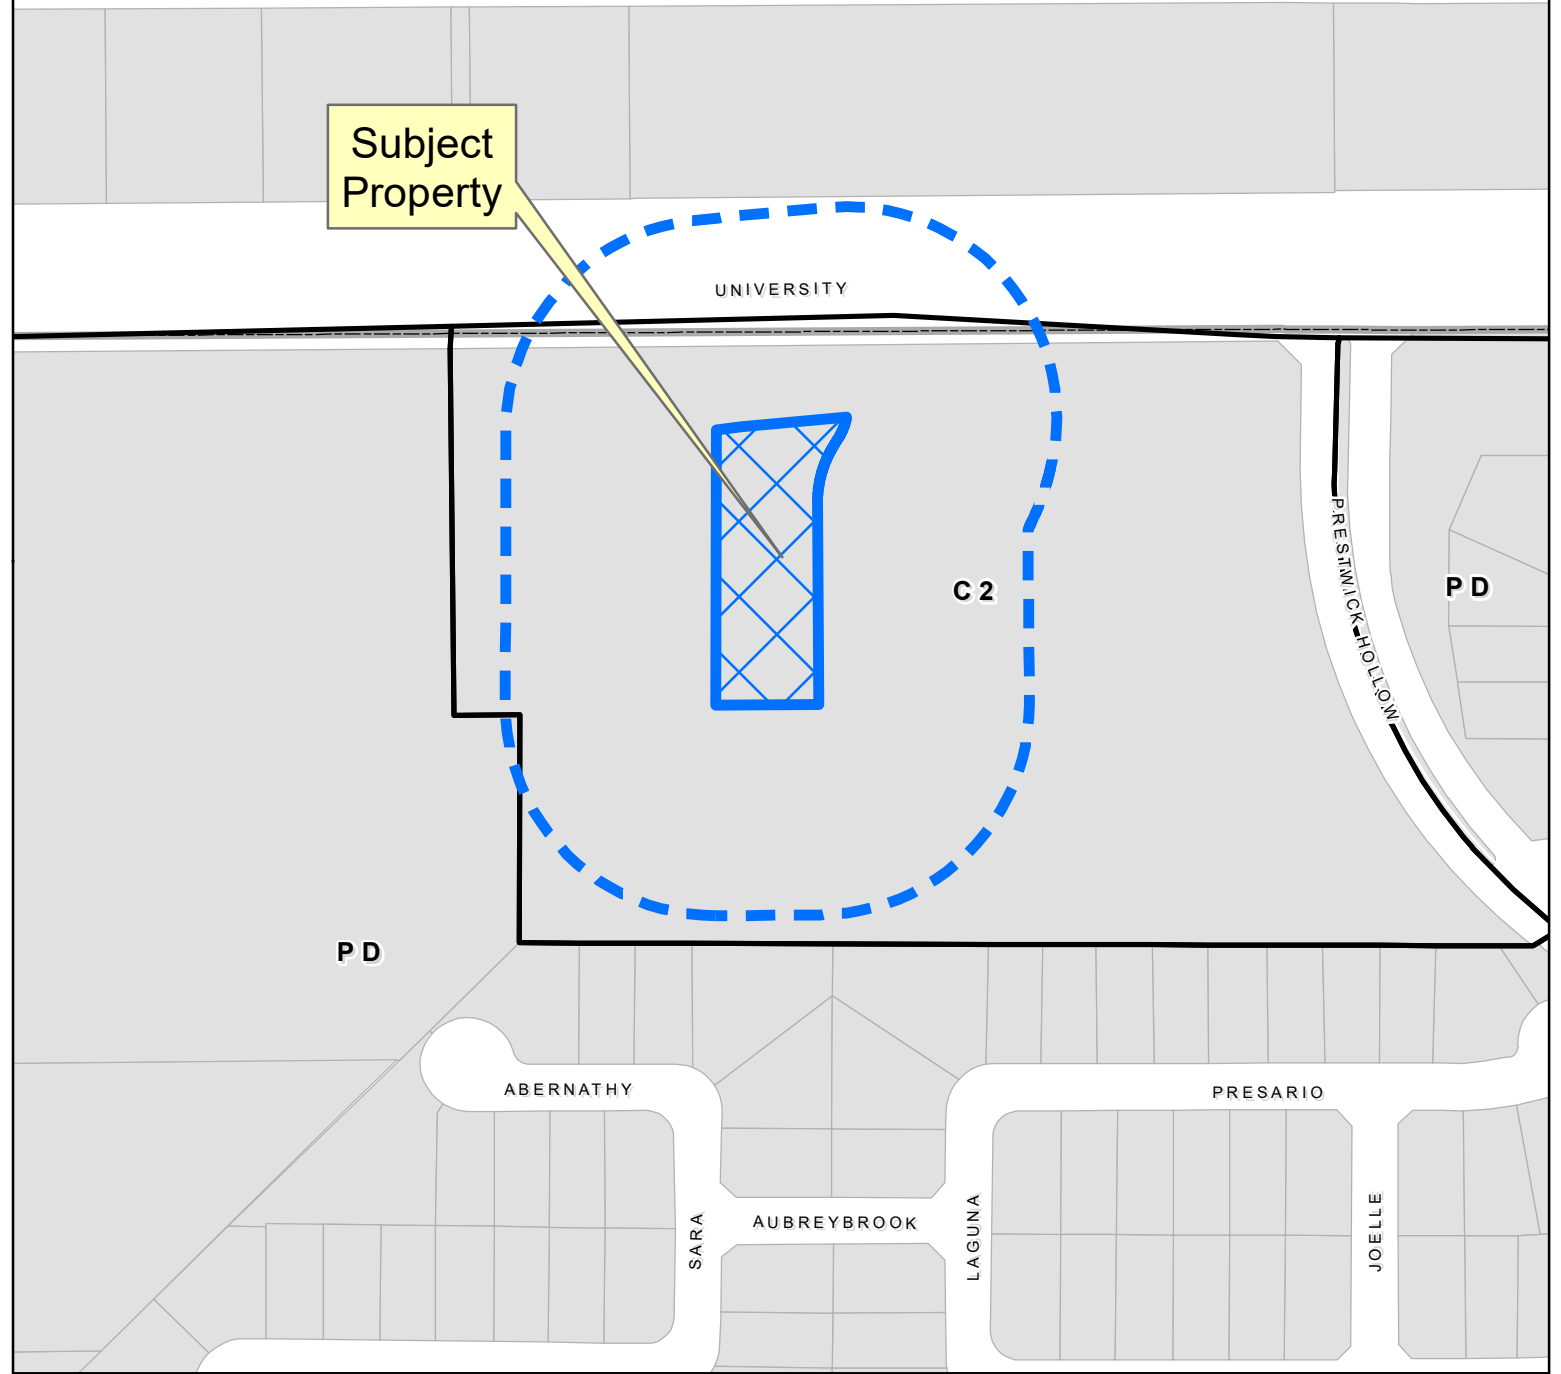 Subject
Property
UNIVERSITY
PRESTWICK HOLLOW
C 2
P D
P D
ABERNATHY
PRESARIO
SARA
AUBREYBROOK
LAGUNA
JOELLE